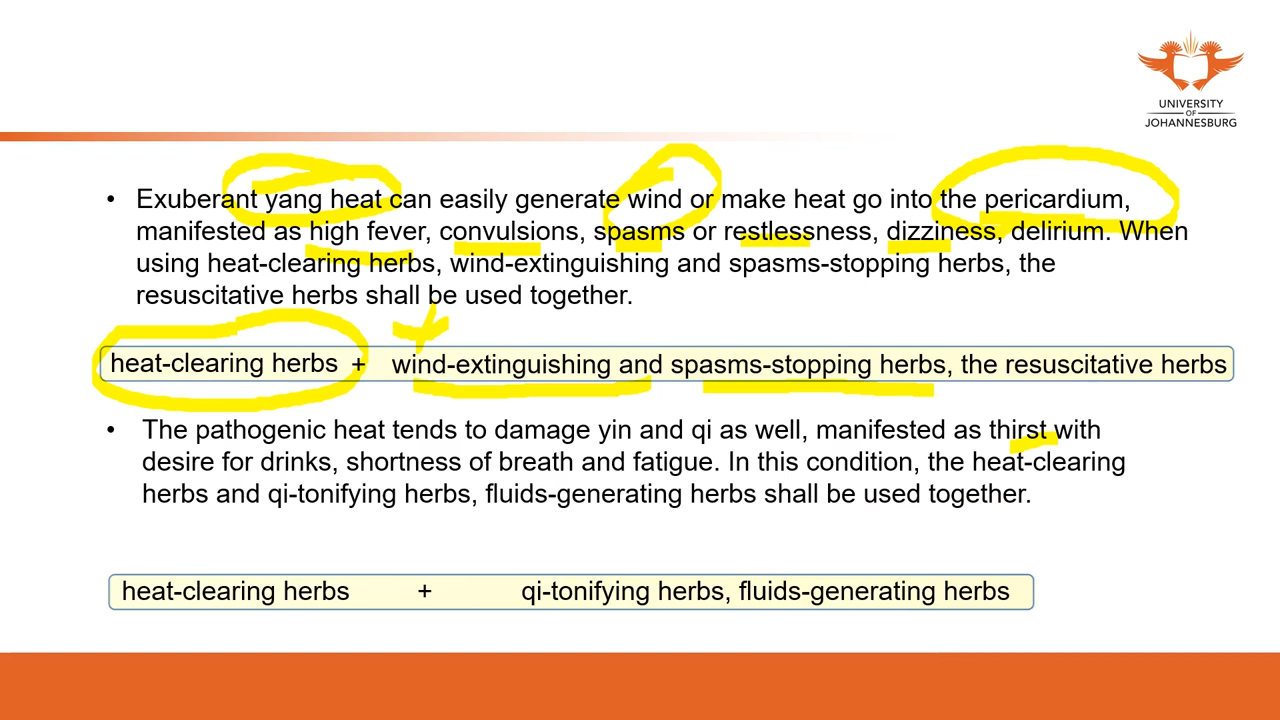 UNIVERSITY
OF
JOHANNESBURG
• Exuberant yang heat can easily generate wind or make heat go into the pericardium,
manifested as high fever, convulsions, spasms or restlessness, dizziness, delirium. When
using heat-clearing herbs, wind-extinguishing and spasms-stopping herbs, the
resuscitative herbs shall be used together.
heat-clearing herbs + wind-extinguishing and spasms-stopping herbs, the resuscitative herbs
• The pathogenic heat tends to damage yin and qi as well, manifested as thirst with
desire for drinks, shortness of breath and fatigue. In this condition, the heat-clearing
herbs and qi-tonifying herbs, fluids-generating herbs shall be used together.
heat-clearing herbs + qi-tonifying herbs, fluids-generating herbs